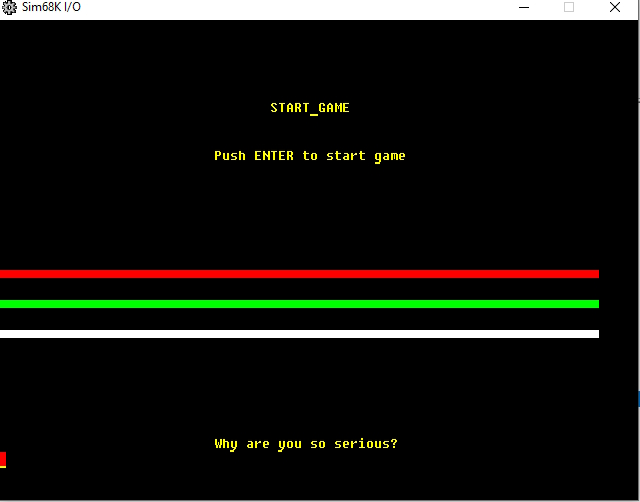 Sim68K I/O
START_GAME
Push ENTER to start game
Why are you so serious?